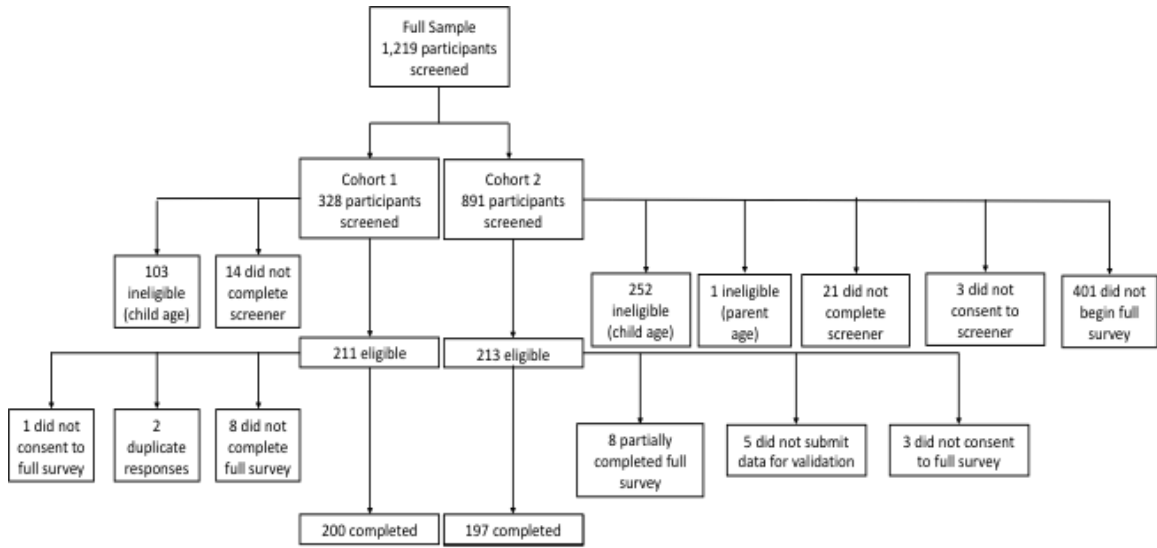 Full Sample
1,219 participants
screened
Cohort 1
328 participants
screened
Cohort 2
891 participants
screened
103
ineligible
(child age)
14 did not
complete
screener
252
ineligible
(child age)
1 ineligible
(parent
age)
21 did not
complete
screener
3 did not
consent to
screener
401 did not
begin full
survey
211 eligible
213 eligible
1 did not
consent to
full survey
2
duplicate
responses
8 did not
complete
full survey
8 partially
completed full
survey
5 did not submit
data for validation
3 did not consent
to full survey
200 completed
197 completed